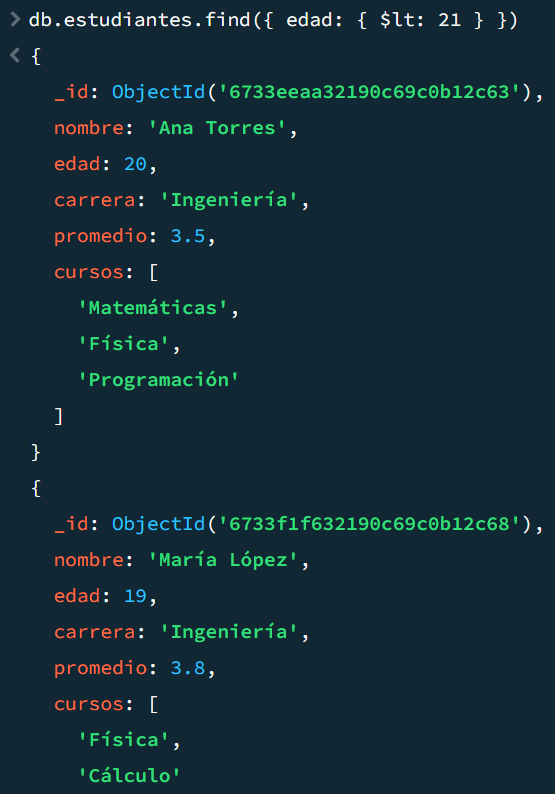 > db.estudiantes.find({ edad: { $lt: 21 } })
< {
_id: ObjectId('6733eeaa32190c69c0b12c63'),
nombre: 'Ana Torres',
edad: 20,
carrera: 'Ingeniería',
promedio: 3.5,
cursos: [
'Matemáticas',
'Física',
'Programación'
]
}
{
_id: ObjectId('6733f1f632190c69c0b12c68'),
nombre: 'María López',
edad: 19,
carrera: 'Ingeniería',
promedio: 3.8,
cursos: [
'Física',
'Cálculo'